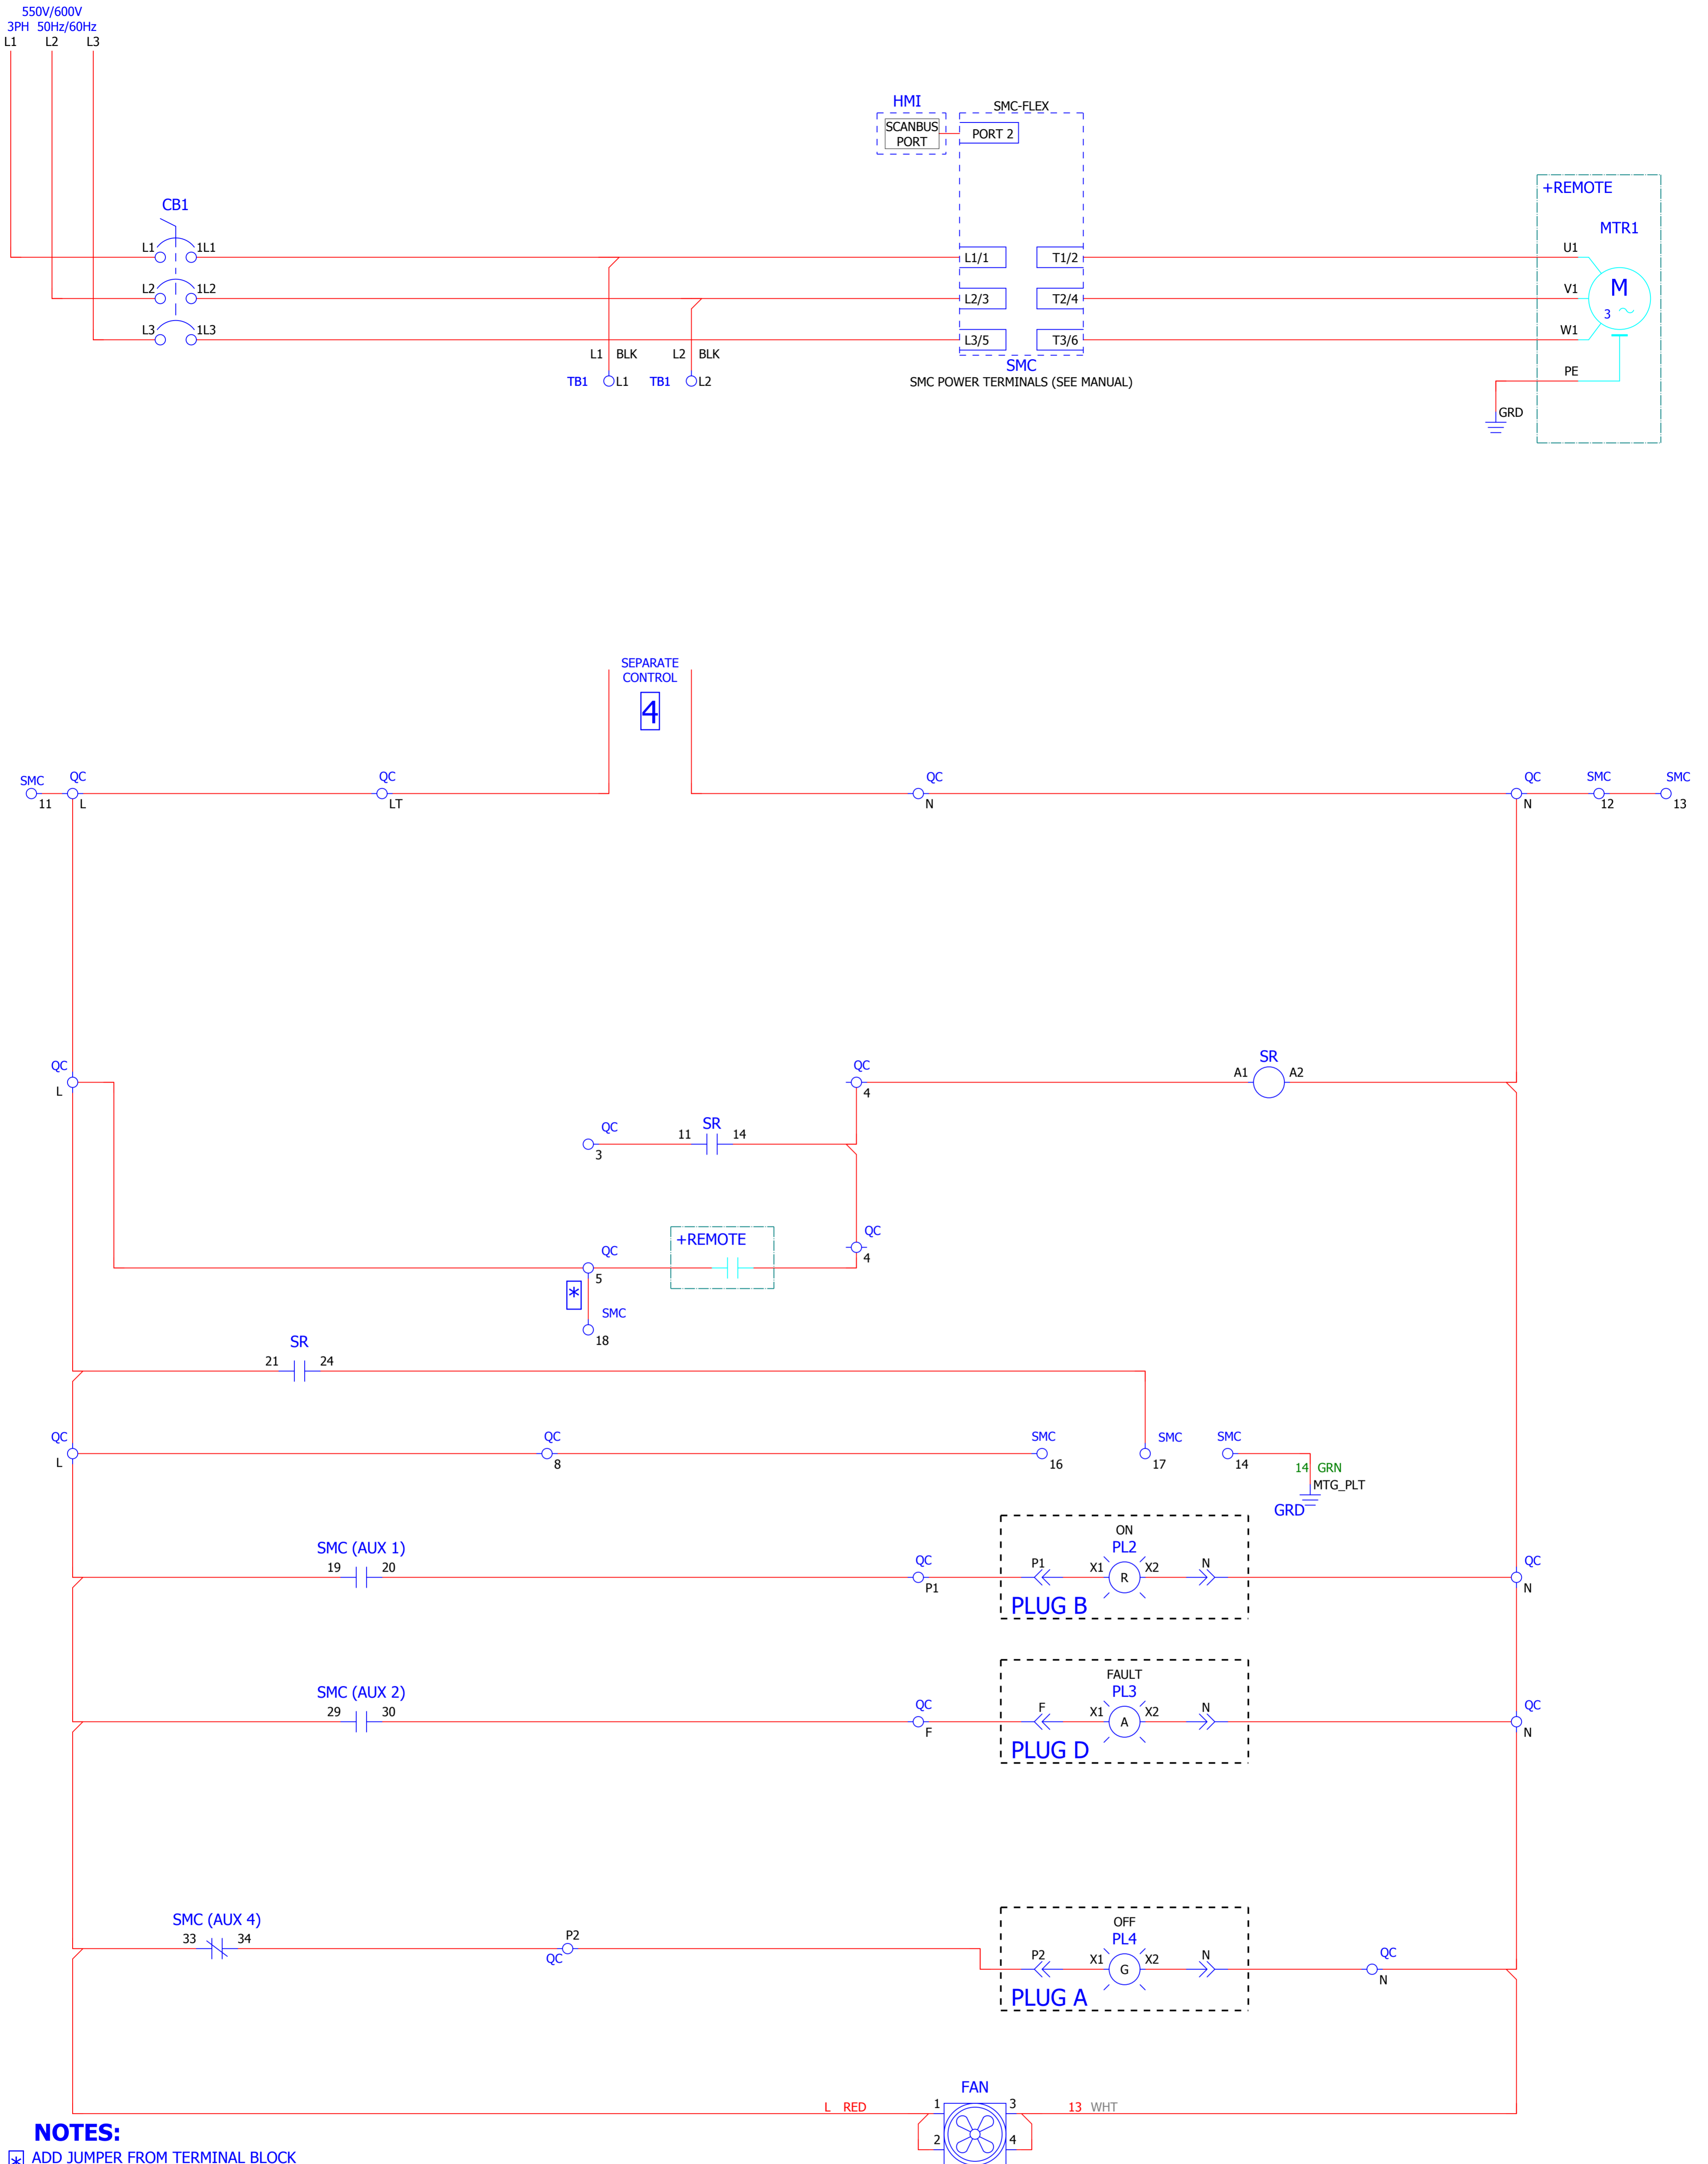 550V/600V
3PH 50Hz/60Hz
L1 L2 L3
HMI
SCANBUS
PORT
SMC-FLEX
PORT 2
CB1
L1 1L1
L2 1L2
L3 1L3
L1/1 T1/2
L2/3 T2/4
L3/5 T3/6
SMC
SMC POWER TERMINALS (SEE MANUAL)
+REMOTE
MTR1
U1
V1
W1
PE
M
3
GRD
L1 BLK L2 BLK
TB1 L1 TB1 L2
SEPARATE
CONTROL
4
SMC QC QC QC QC SMC SMC
11 L LT N N 12 13
QC QC SR
L 4 A1 A2
QC SR
3 11 14
QC
4
QC +REMOTE
5
* SMC
18
SR
21 24
QC QC SMC SMC SMC
L 8 16 17 14
14 GRN
MTG_PLT
GRD
ON
SMC (AUX 1) PL2
19 20 QC P1 X1 R X2 N QC
P1 N
PLUG B
FAULT
SMC (AUX 2) PL3
29 30 QC F X1 A X2 N QC
F N
PLUG D
OFF
SMC (AUX 4) PL4
33 34 P2 P2 X1 G X2 N QC
QC N
PLUG A
FAN
L RED 1 3 13 WHT
2 4
NOTES:
* ADD JUMPER FROM TERMINAL BLOCK